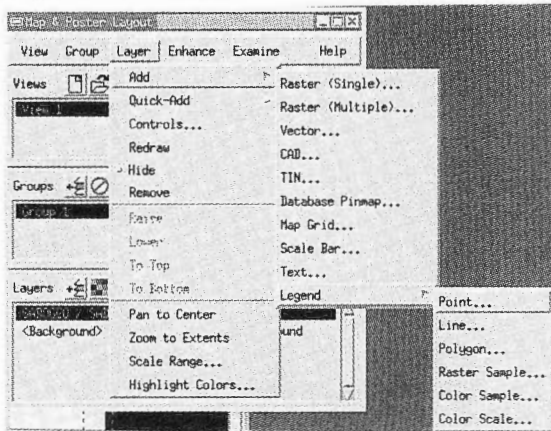 Map & Poster Layout
View Group Layer Enhance Examine Help
Views
View 1
Groups
Group 1
Layers
<Background>
Add
Quick-Add
Controls...
Redraw
Hide
Remove
Raise
Lower
To Top
To Bottom
Pan to Center
Zoom to Extents
Scale Range...
Highlight Colors...
Raster (Single)...
Raster (Multiple)...
Vector...
CAD...
TIN...
Database Pinmap...
Map Grid...
Scale Bar...
Text...
Legend
Point...
Line...
Polygon...
Raster Sample...
Color Sample...
Color Scale...